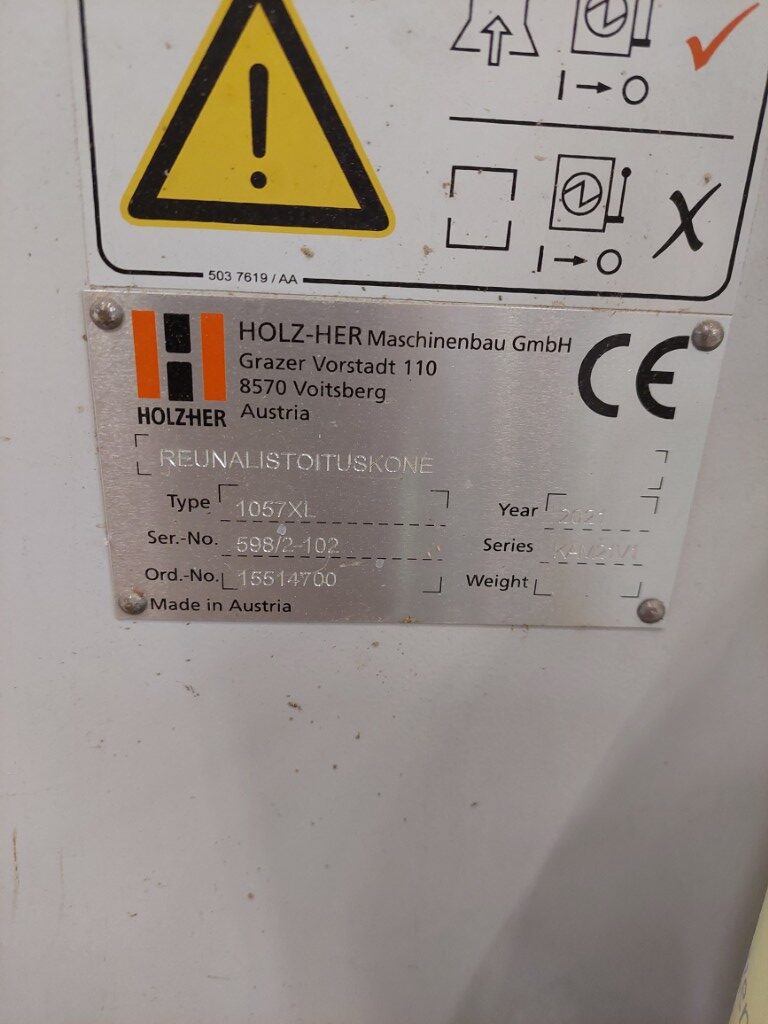 I → O
I → O
503 7619 / AA
HOLZ-HER Maschinenbau GmbH
Grazer Vorstadt 110
8570 Voitsberg
Austria
HOLZ-HER
CE
REUNALISTOITUSKONE
Type 1057XL
Year 2021
Ser.-No. 598/2-102
Series
Ord.-No. 15514700
Weight
Made in Austria